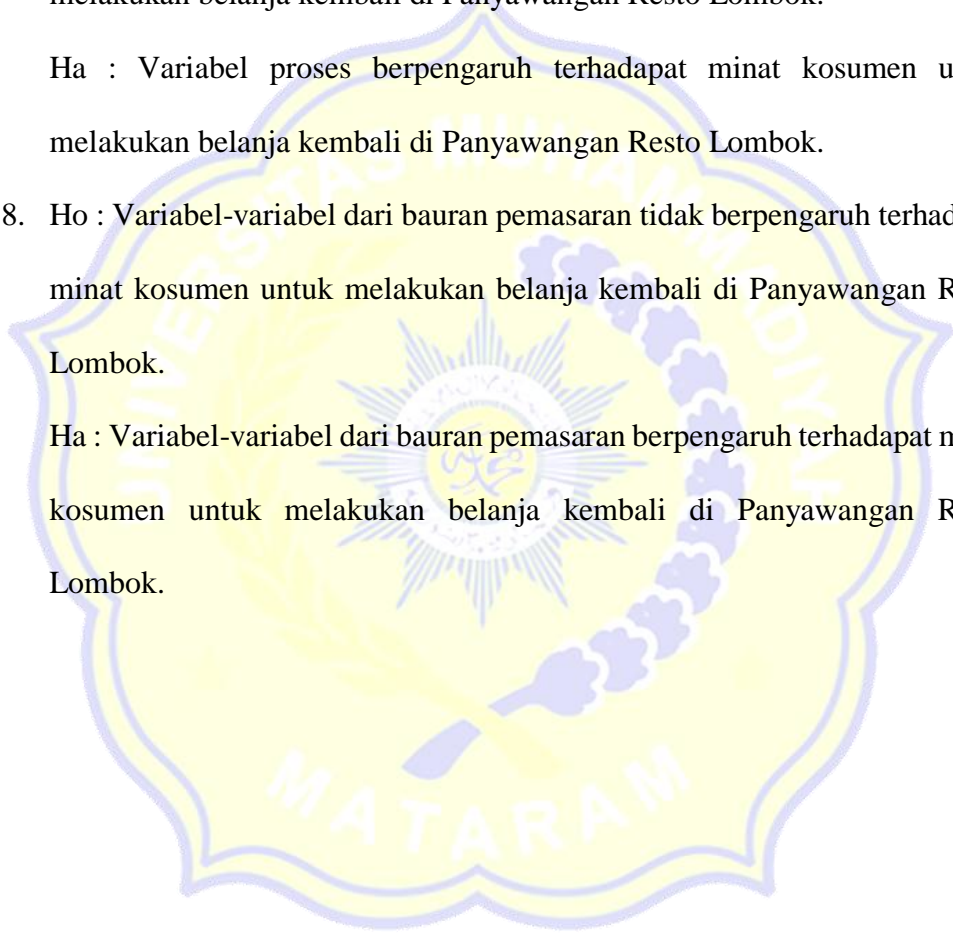 melakukan belanja kembali di Panyawangan Resto Lombok.
Ha : Variabel proses berpengaruh terhadapat minat kosumen u
melakukan belanja kembali di Panyawangan Resto Lombok.
8. Ho : Variabel-variabel dari bauran pemasaran tidak berpengaruh terhad
minat kosumen untuk melakukan belanja kembali di Panyawangan R
Lombok.
Ha : Variabel-variabel dari bauran pemasaran berpengaruh terhadapat m
kosumen untuk melakukan belanja kembali di Panyawangan R
Lombok.
UNIVERSITAS MUHAMMADIYAH
MATARAM